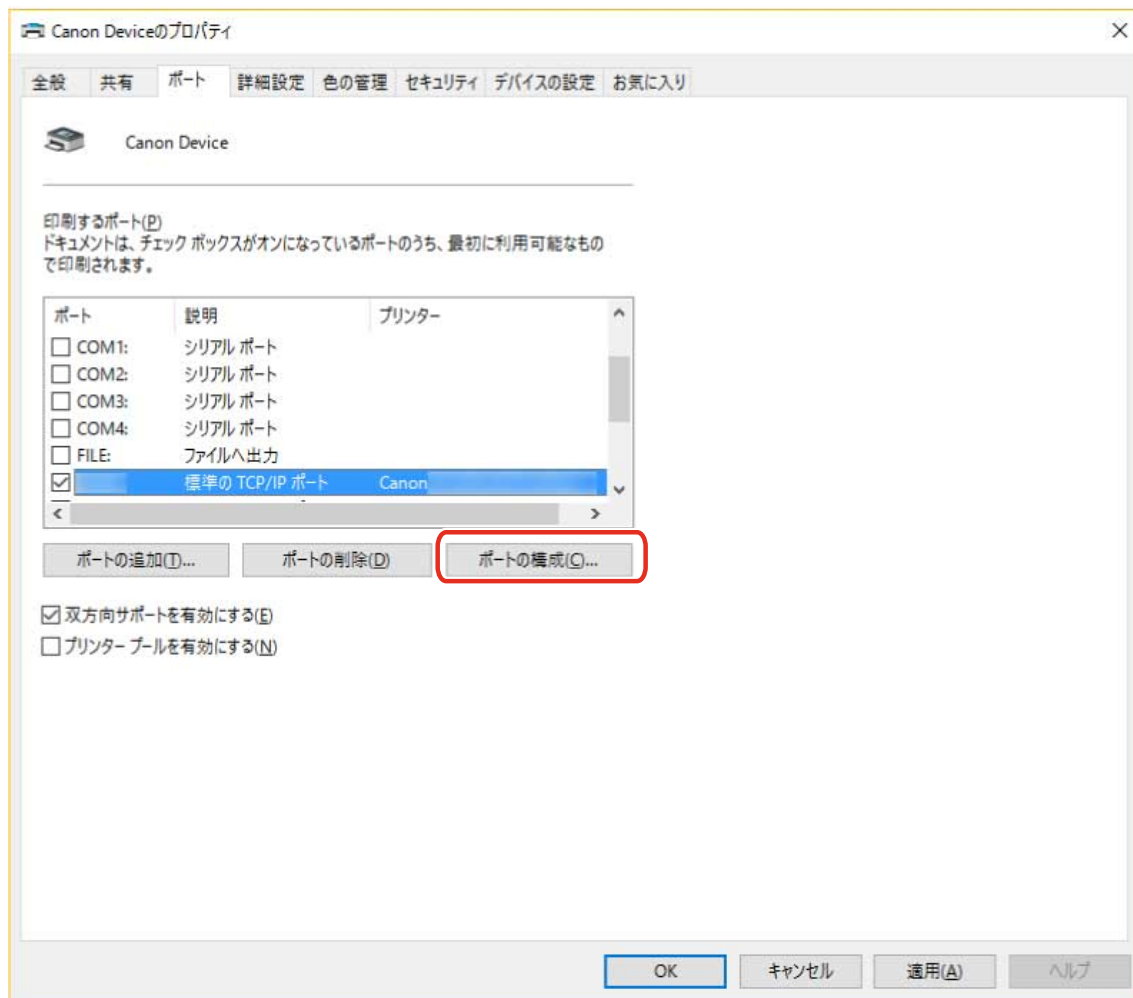 Canon Deviceのプロパティ
全般 共有 ポート 詳細設定 色の管理 セキュリティ デバイスの設定 お気に入り
Canon Device
印刷するポート(P)
ドキュメントは、チェック ボックスがオンになっているポートのうち、最初に利用可能なもの
で印刷されます。
ポート 説明 プリンター
COM1: シリアル ポート
COM2: シリアル ポート
COM3: シリアル ポート
COM4: シリアル ポート
FILE: ファイルへ出力
標準の TCP/IP ポート Canon
ポートの追加(T)... ポートの削除(D) ポートの構成(C)...
双方向サポートを有効にする(E)
プリンター プールを有効にする(N)
OK キャンセル 適用(A) ヘルプ